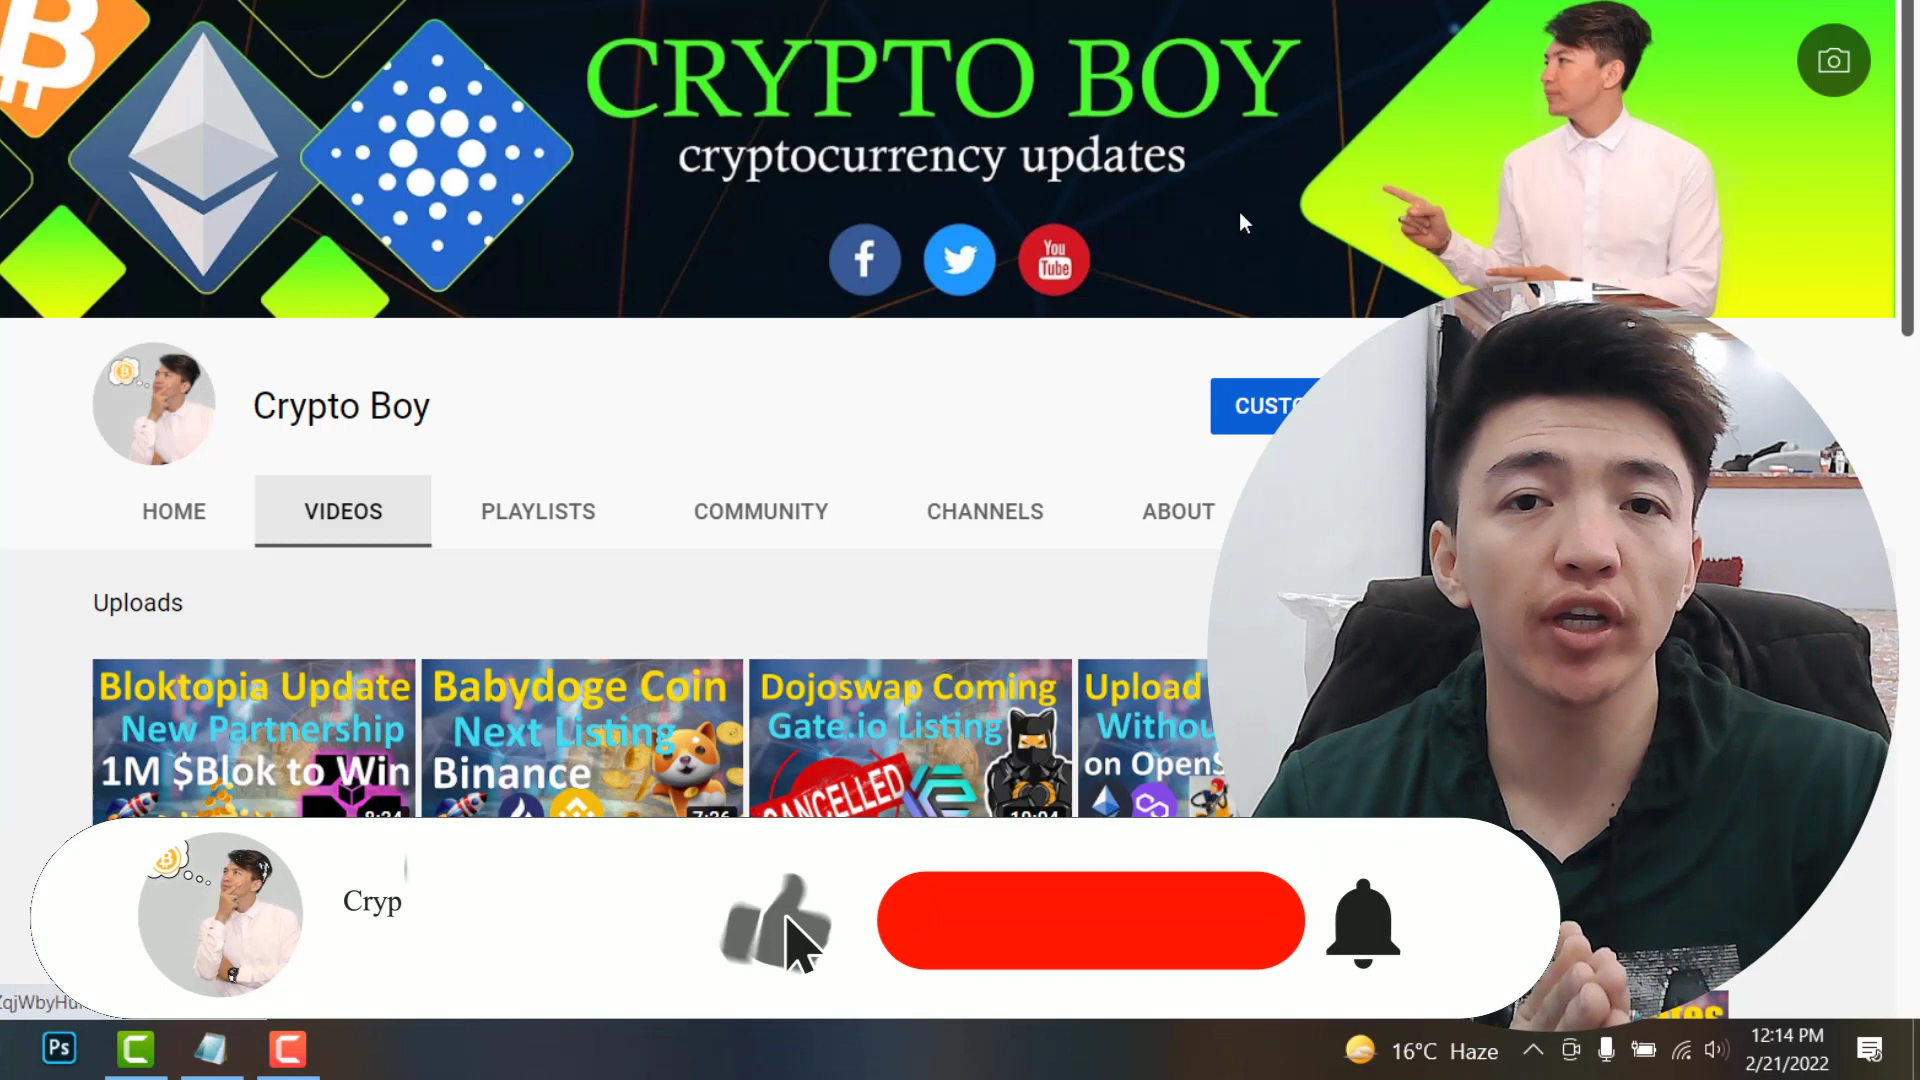 CRYPTO BOY
cryptocurrency updates
f
You
Tube
Crypto Boy
CUSTO
HOME
VIDEOS
PLAYLISTS
COMMUNITY
CHANNELS
ABOUT
Uploads
Bloktopia Update
New Partnership
1M $Blok to Win
Babydoge Coin
Next Listing
Binance
Dojoswap Coming
Gate.io Listing
CANCELLED
Upload
Withou
on OpenS
Cryp
Ps
16°C Haze
12:14 PM
2/21/2022